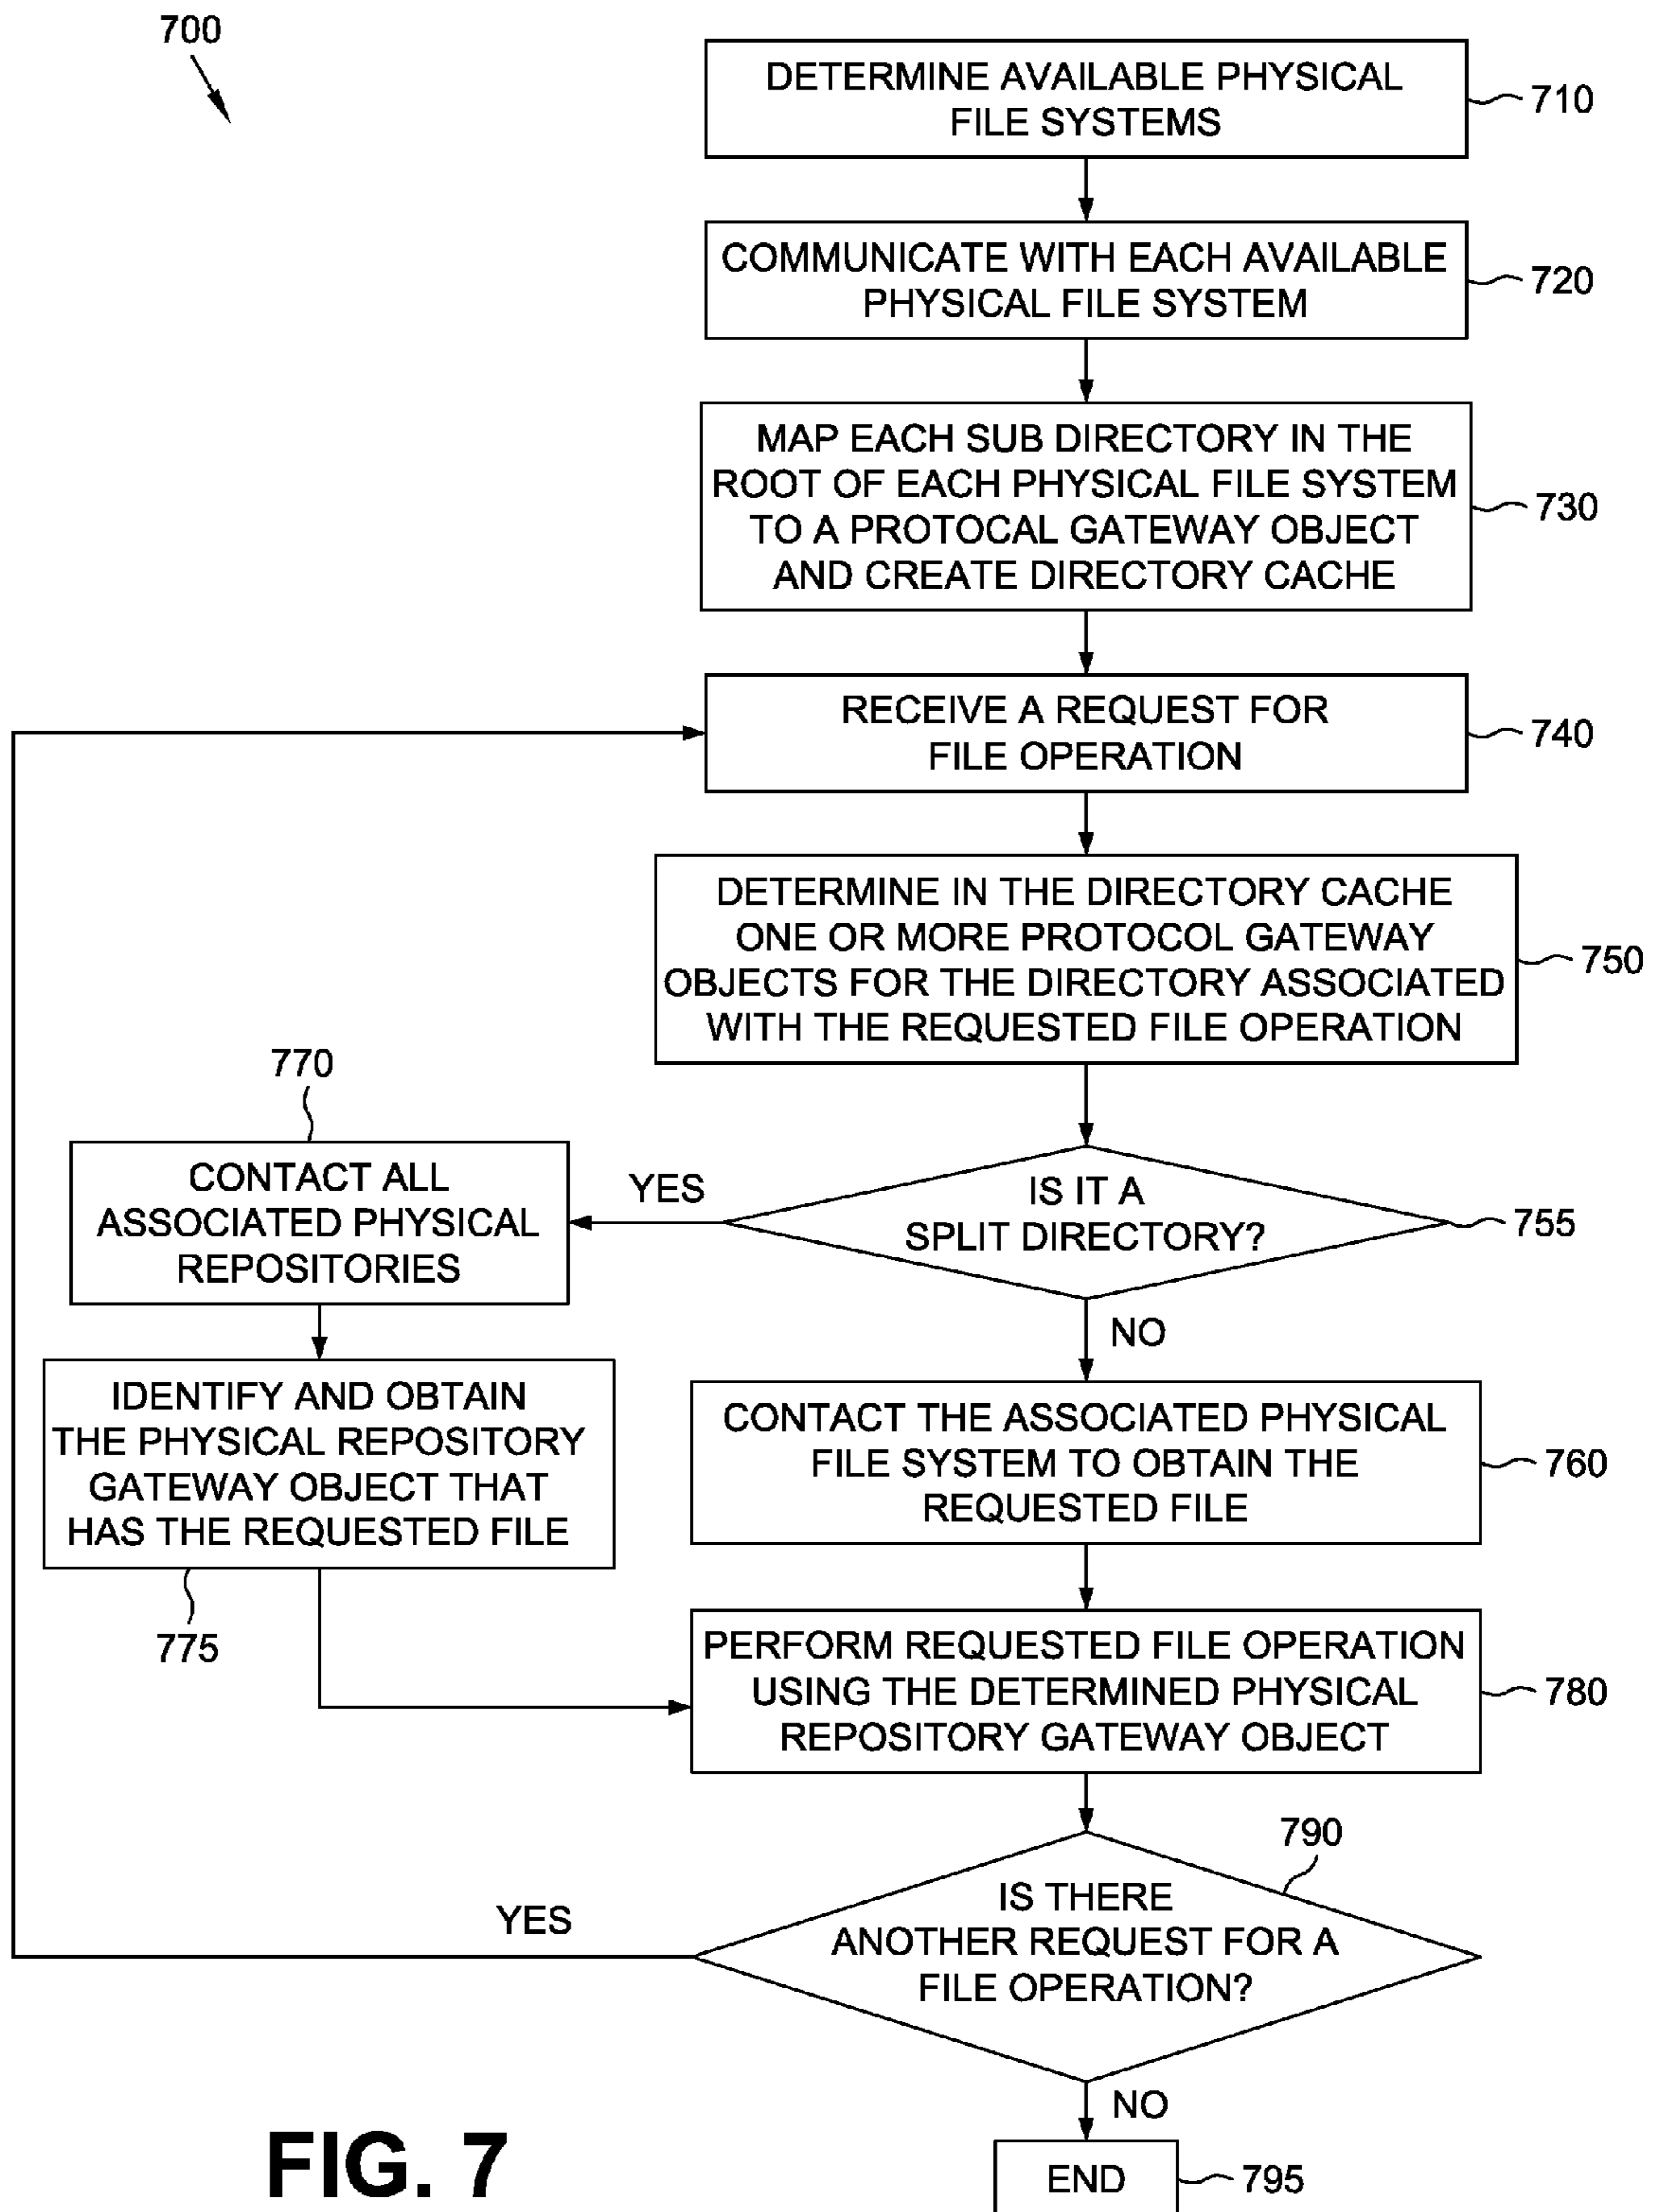 700
DETERMINE AVAILABLE PHYSICAL
FILE SYSTEMS
710
COMMUNICATE WITH EACH AVAILABLE
PHYSICAL FILE SYSTEM
720
MAP EACH SUB DIRECTORY IN THE
ROOT OF EACH PHYSICAL FILE SYSTEM
TO A PROTOCAL GATEWAY OBJECT
AND CREATE DIRECTORY CACHE
730
RECEIVE A REQUEST FOR
FILE OPERATION
740
DETERMINE IN THE DIRECTORY CACHE
ONE OR MORE PROTOCOL GATEWAY
OBJECTS FOR THE DIRECTORY ASSOCIATED
WITH THE REQUESTED FILE OPERATION
750
IS IT A
SPLIT DIRECTORY?
755
YES
770
CONTACT ALL
ASSOCIATED PHYSICAL
REPOSITORIES
IDENTIFY AND OBTAIN
THE PHYSICAL REPOSITORY
GATEWAY OBJECT THAT
HAS THE REQUESTED FILE
775
NO
CONTACT THE ASSOCIATED PHYSICAL
FILE SYSTEM TO OBTAIN THE
REQUESTED FILE
760
PERFORM REQUESTED FILE OPERATION
USING THE DETERMINED PHYSICAL
REPOSITORY GATEWAY OBJECT
780
790
IS THERE
ANOTHER REQUEST FOR A
FILE OPERATION?
YES
NO
END
795
FIG. 7